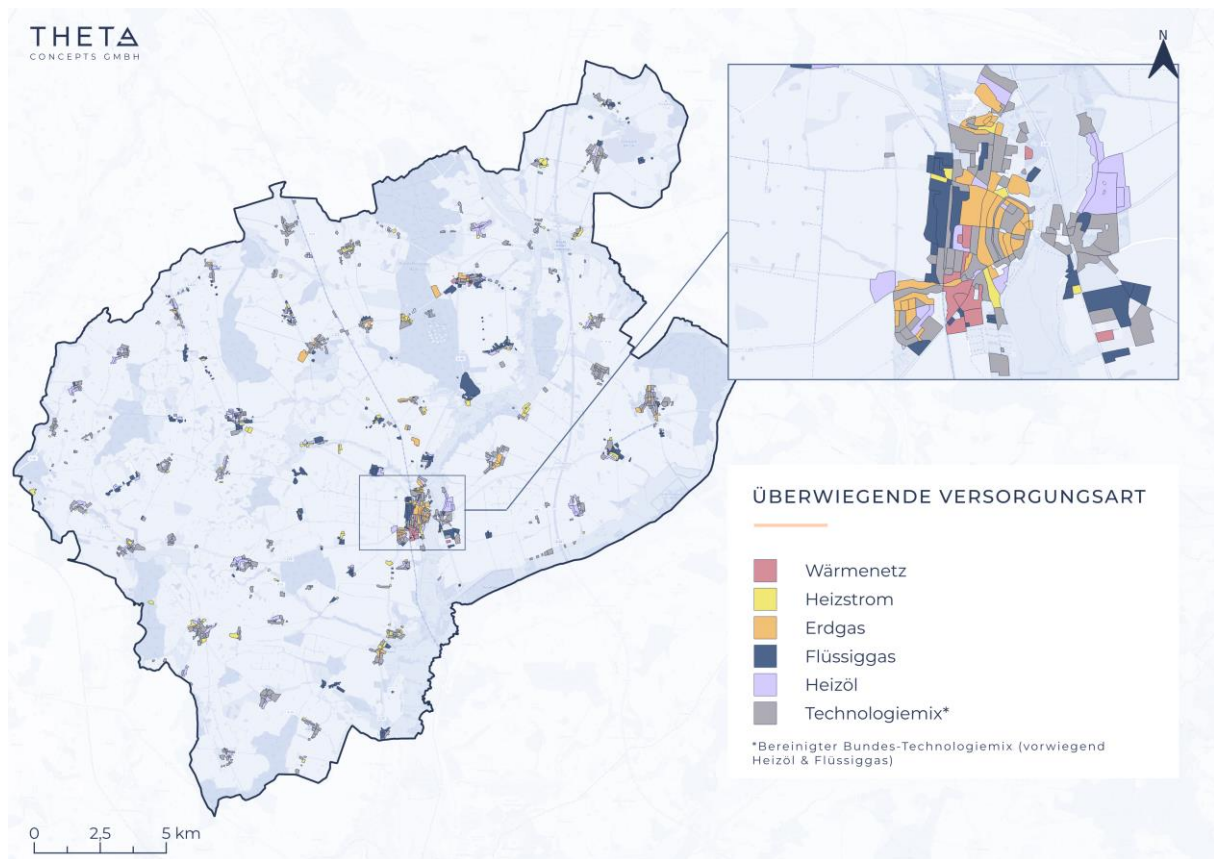 THETA
CONCEPTS GMBH
N
ÜBERWIEGENDE VERSORGUNGSART
Wärmenetz
Heizstrom
Erdgas
Flüssiggas
Heizöl
Technologiemix*
*Bereinigter Bundes-Technologiemix (vorwiegend
Heizöl & Flüssiggas)
0 2,5 5 km